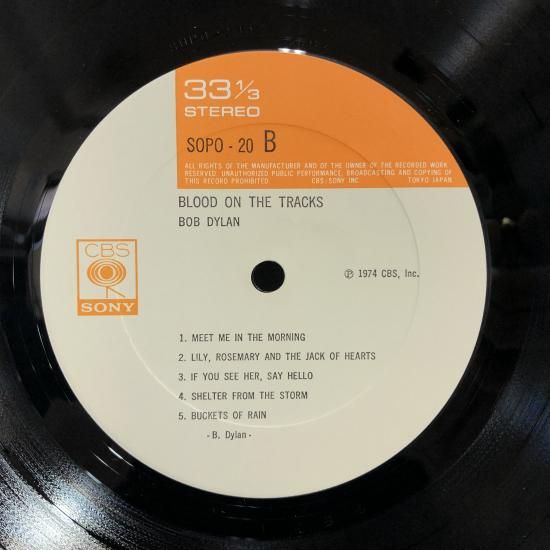 33 1/3
STEREO
SOPO - 20 B
ALL RIGHTS OF THE MANUFACTURER AND OF THE OWNER OF THE RECORDED WORK
RESERVED. UNAUTHORIZED PUBLIC PERFORMANCE, BROADCASTING AND COPYING OF
THIS RECORD PROHIBITED. CBS/SONY INC. TOKYO JAPAN
BLOOD ON THE TRACKS
BOB DYLAN
CBS
SONY
℗ 1974 CBS, Inc.
1. MEET ME IN THE MORNING
2. LILY, ROSEMARY AND THE JACK OF HEARTS
3. IF YOU SEE HER, SAY HELLO
4. SHELTER FROM THE STORM
5. BUCKETS OF RAIN
- B. Dylan -